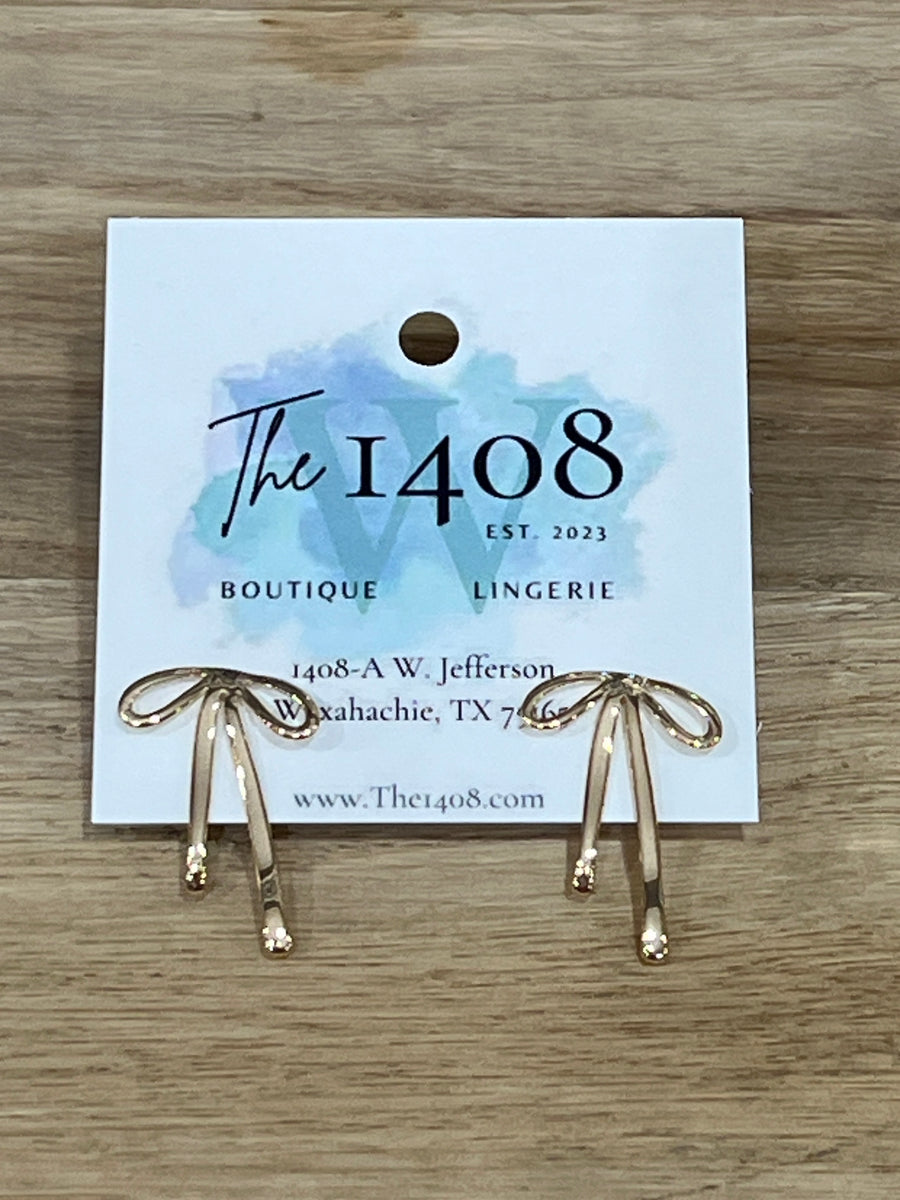 The 1408
EST. 2023
BOUTIQUE LINGERIE
W
1408-A W. Jefferson
TX
www.The1408.com